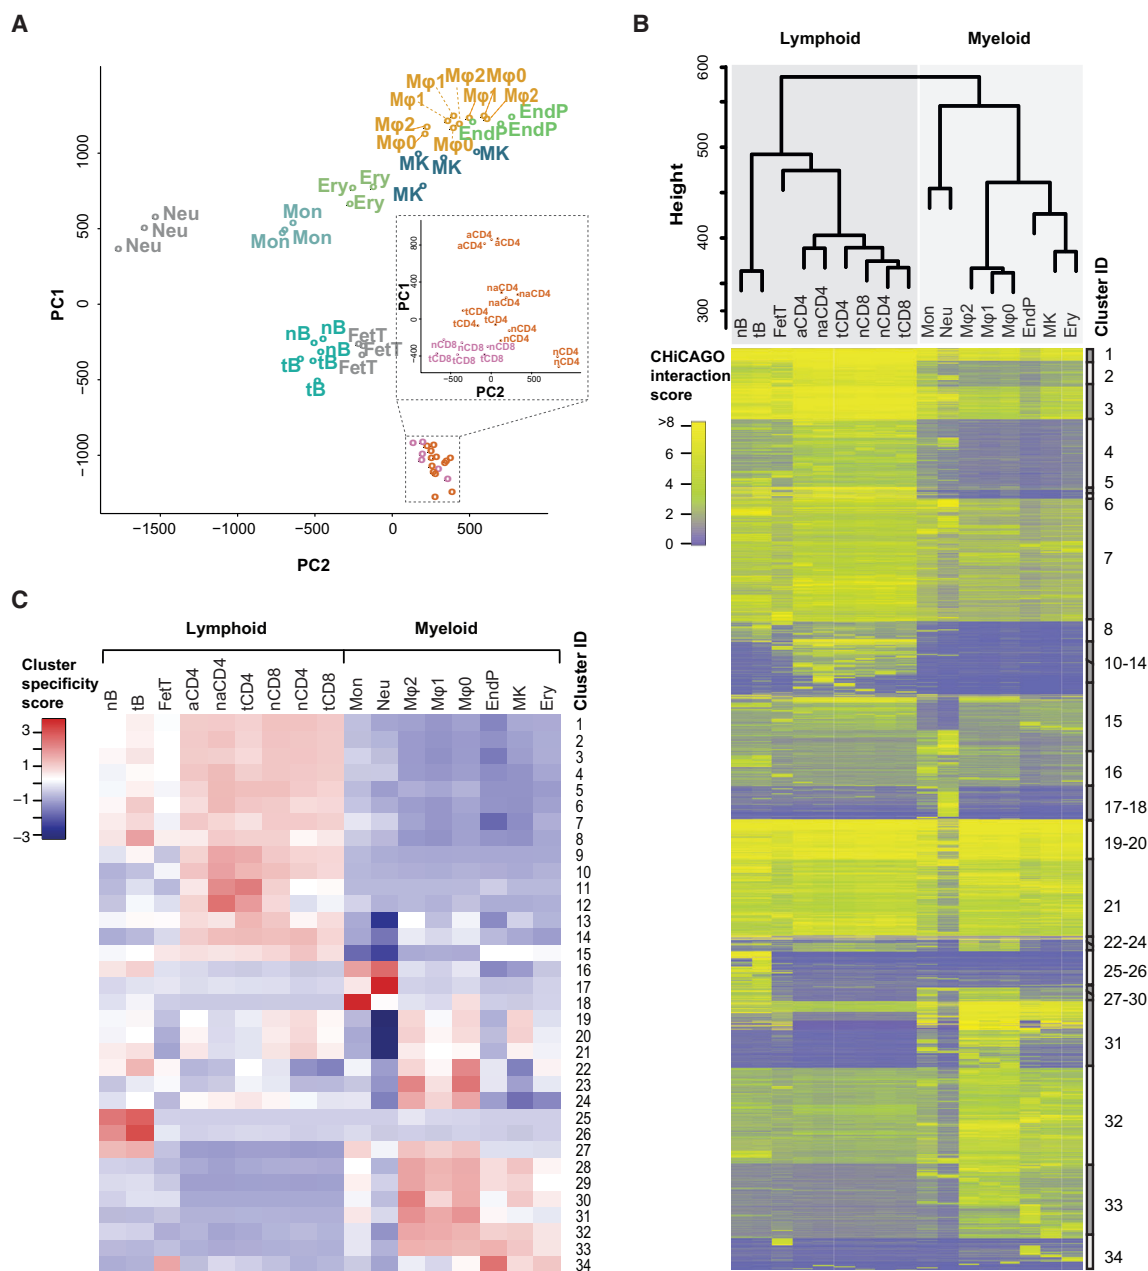 A
Mφ1
Mφ2
Mφ0
Mφ1
Mφ1
Mφ2
EndP
Mφ2
EndP
EndP
Mφ0
Mφ0
MK
MK
MK
MK
Ery
Ery
Ery
Neu
Neu
Neu
Mon
Mon
Mon
nB
nB
nB
tB
tB
tB
FetT
FetT
FetT
1000
500
0
−500
−1000
PC1
−1500
−1000
−500
0
500
PC2
aCD4
aCD4
aCD4
naCD4
naCD4
naCD4
tCD4
tCD4
tCD4
nCD4
nCD4
nCD4
nCD4
nCD8
nCD8
nCD8
tCD8
tCD8
tCD8
800
400
0
−400
PC1
−500
0
500
PC2
B
Lymphoid
Myeloid
600
500
400
300
Height
nB
tB
FetT
aCD4
naCD4
tCD4
nCD8
nCD4
tCD8
Mon
Neu
Mφ2
Mφ1
Mφ0
EndP
MK
Ery
Cluster ID
CHiCAGO
interaction
score
>8
6
4
2
0
1
2
3
4
5
6
7
8
10-14
15
16
17-18
19-20
21
22-24
25-26
27-30
31
32
33
34
C
Lymphoid
Myeloid
Cluster
specificity
score
3
1
−1
−3
nB
tB
FetT
aCD4
naCD4
tCD4
nCD8
nCD4
tCD8
Mon
Neu
Mφ2
Mφ1
Mφ0
EndP
MK
Ery
Cluster ID
1
2
3
4
5
6
7
8
9
10
11
12
13
14
15
16
17
18
19
20
21
22
23
24
25
26
27
28
29
30
31
32
33
34